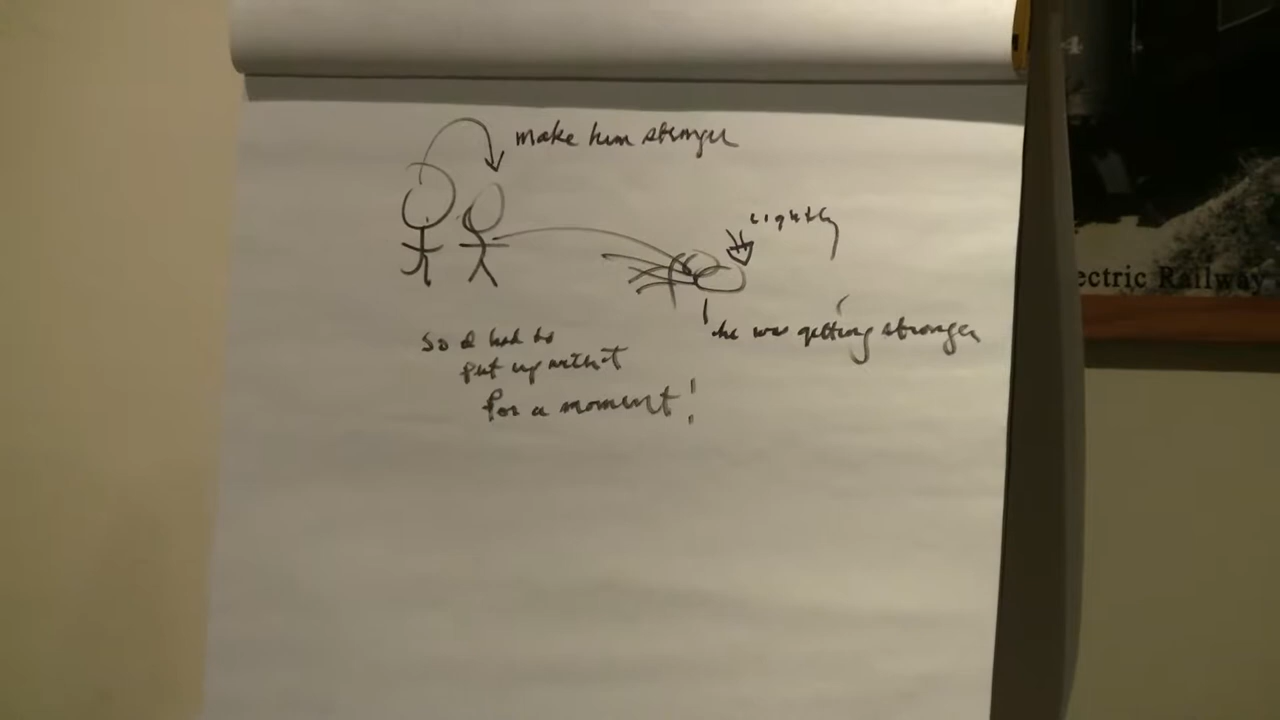 make him stronger
lightly
he was getting stronger
so I had to
put up with it
for a moment!
ectric Railway